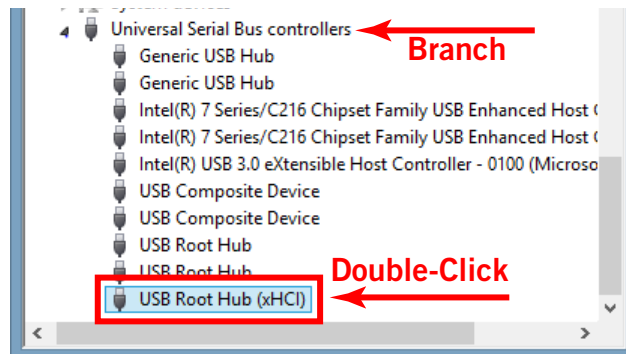 Universal Serial Bus controllers
Branch
Generic USB Hub
Generic USB Hub
Intel(R) 7 Series/C216 Chipset Family USB Enhanced Host
Intel(R) 7 Series/C216 Chipset Family USB Enhanced Host
Intel(R) USB 3.0 eXtensible Host Controller - 0100 (Microso
USB Composite Device
USB Composite Device
USB Root Hub
USB Root Hub
Double-Click
USB Root Hub (xHCI)